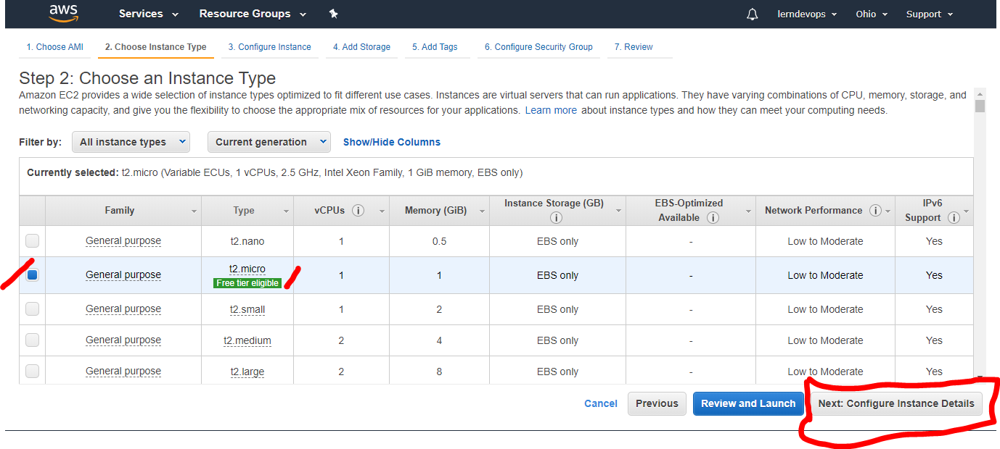 aws Services Resource Groups lerndevops Ohio Support
1. Choose AMI 2. Choose Instance Type 3. Configure Instance 4. Add Storage 5. Add Tags 6. Configure Security Group 7. Review
Step 2: Choose an Instance Type
Amazon EC2 provides a wide selection of instance types optimized to fit different use cases. Instances are virtual servers that can run applications. They have varying combinations of CPU, memory, storage, and
networking capacity, and give you the flexibility to choose the appropriate mix of resources for your applications. Learn more about instance types and how they can meet your computing needs.
Filter by: All instance types Current generation Show/Hide Columns
Currently selected: t2.micro (Variable ECUs, 1 vCPUs, 2.5 GHz, Intel Xeon Family, 1 GiB memory, EBS only)
Family Type vCPUs i Memory (GiB) Instance Storage (GB) i EBS-Optimized Available i Network Performance i IPv6 Support i
General purpose t2.nano 1 0.5 EBS only - Low to Moderate Yes
General purpose t2.micro Free tier eligible 1 1 EBS only - Low to Moderate Yes
General purpose t2.small 1 2 EBS only - Low to Moderate Yes
General purpose t2.medium 2 4 EBS only - Low to Moderate Yes
General purpose t2.large 2 8 EBS only - Low to Moderate Yes
Cancel Previous Review and Launch Next: Configure Instance Details